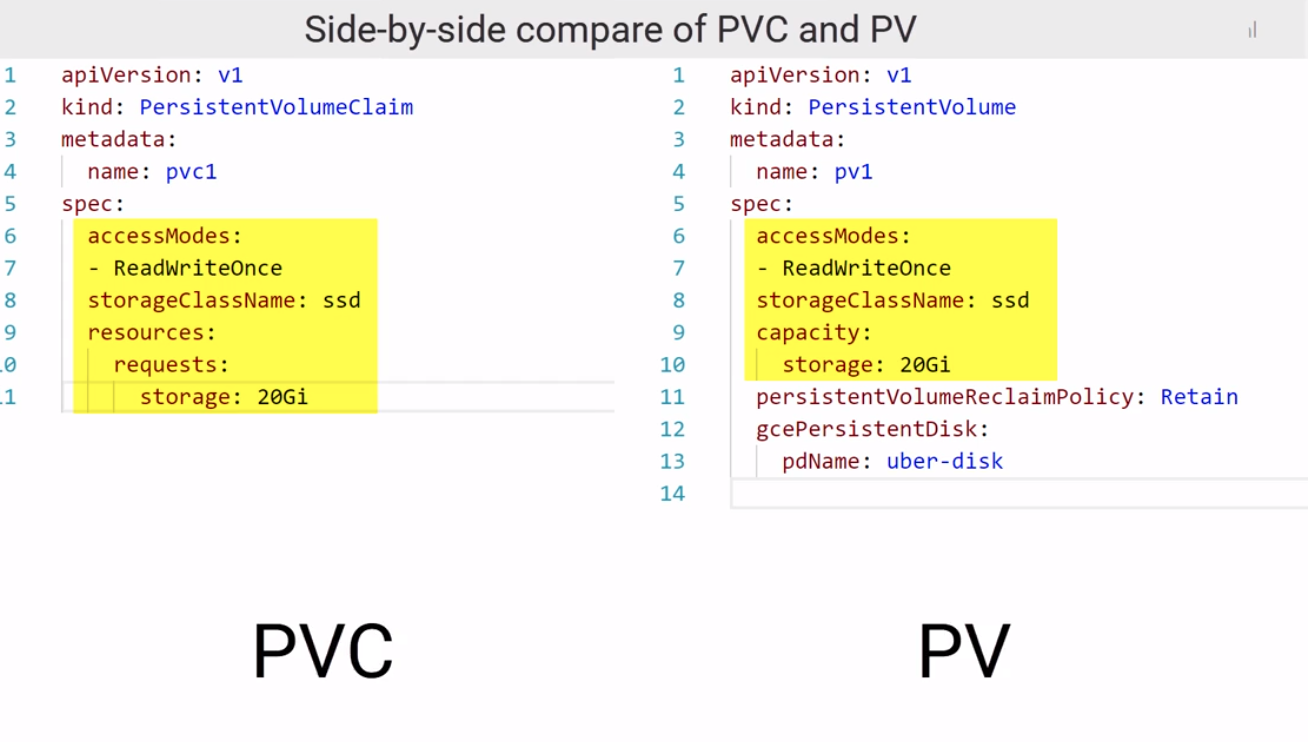 Side-by-side compare of PVC and PV
1 apiVersion: v1
2 kind: PersistentVolumeClaim
3 metadata:
4 name: pvc1
5 spec:
6 accessModes:
7 - ReadWriteOnce
8 storageClassName: ssd
9 resources:
0 requests:
1 storage: 20Gi
PVC
1 apiVersion: v1
2 kind: PersistentVolume
3 metadata:
4 name: pv1
5 spec:
6 accessModes:
7 - ReadWriteOnce
8 storageClassName: ssd
9 capacity:
10 storage: 20Gi
11 persistentVolumeReclaimPolicy: Retain
12 gcePersistentDisk:
13 pdName: uber-disk
14
PV